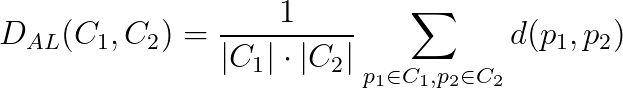 D_{AL}(C_1, C_2) = \frac{1}{|C_1| \cdot |C_2|} \sum_{p_1 \in C_1, p_2 \in C_2} d(p_1, p_2)